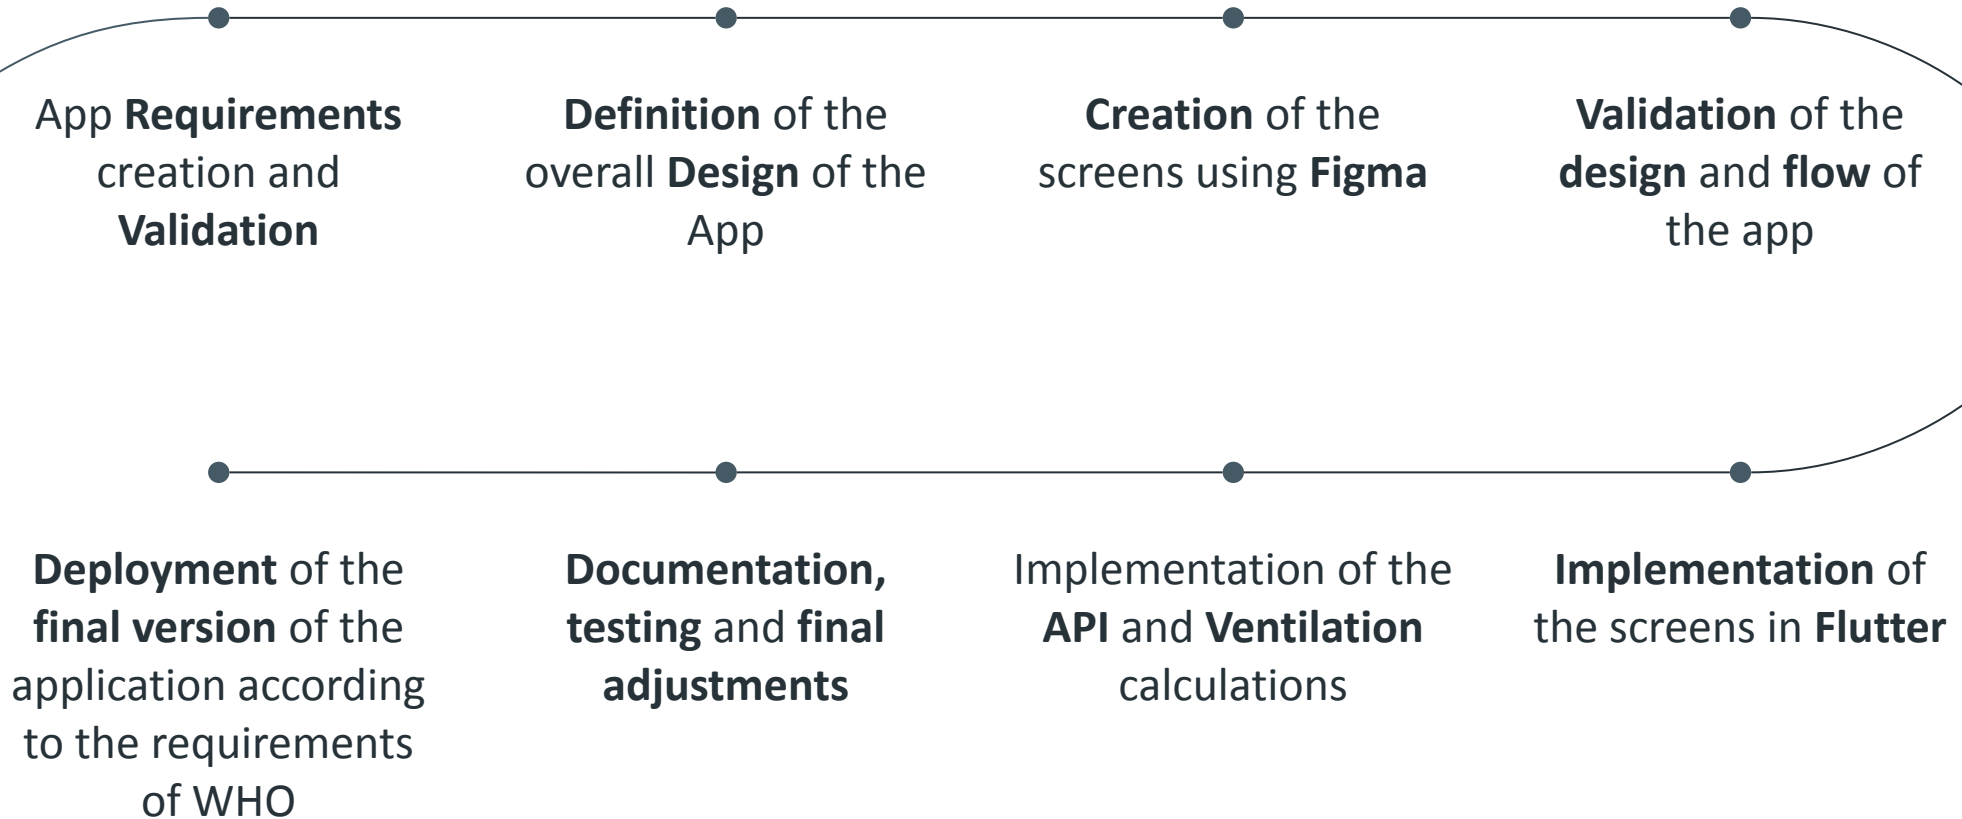 App Requirements
creation and
Validation
Definition of the
overall Design of the
App
Creation of the
screens using Figma
Validation of the
design and flow of
the app
Implementation of
the screens in Flutter
Implementation of the
API and Ventilation
calculations
Documentation,
testing and final
adjustments
Deployment of the
final version of the
application according
to the requirements
of WHO